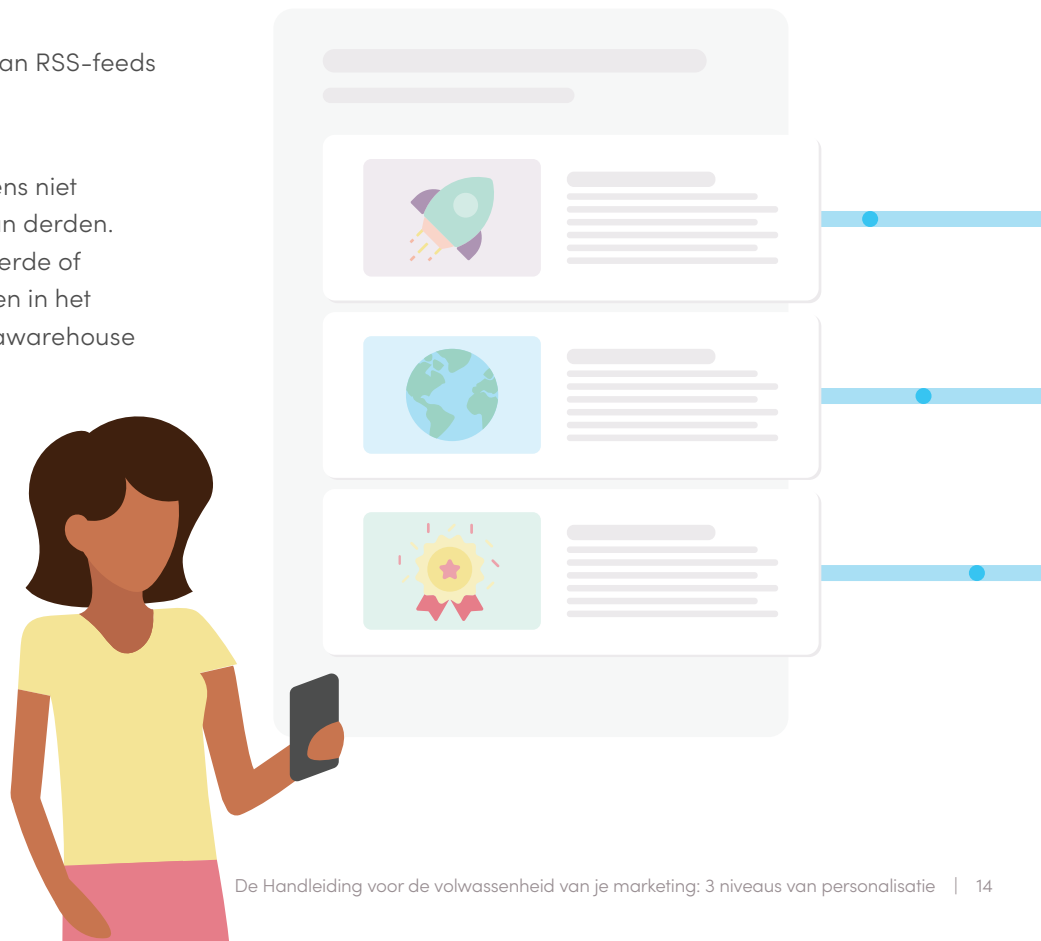 an RSS-feeds
ens niet
n derden.
erde of
en in het
awarehouse
De Handleiding voor de volwassenheid van je marketing: 3 niveaus van personalisatie | 14